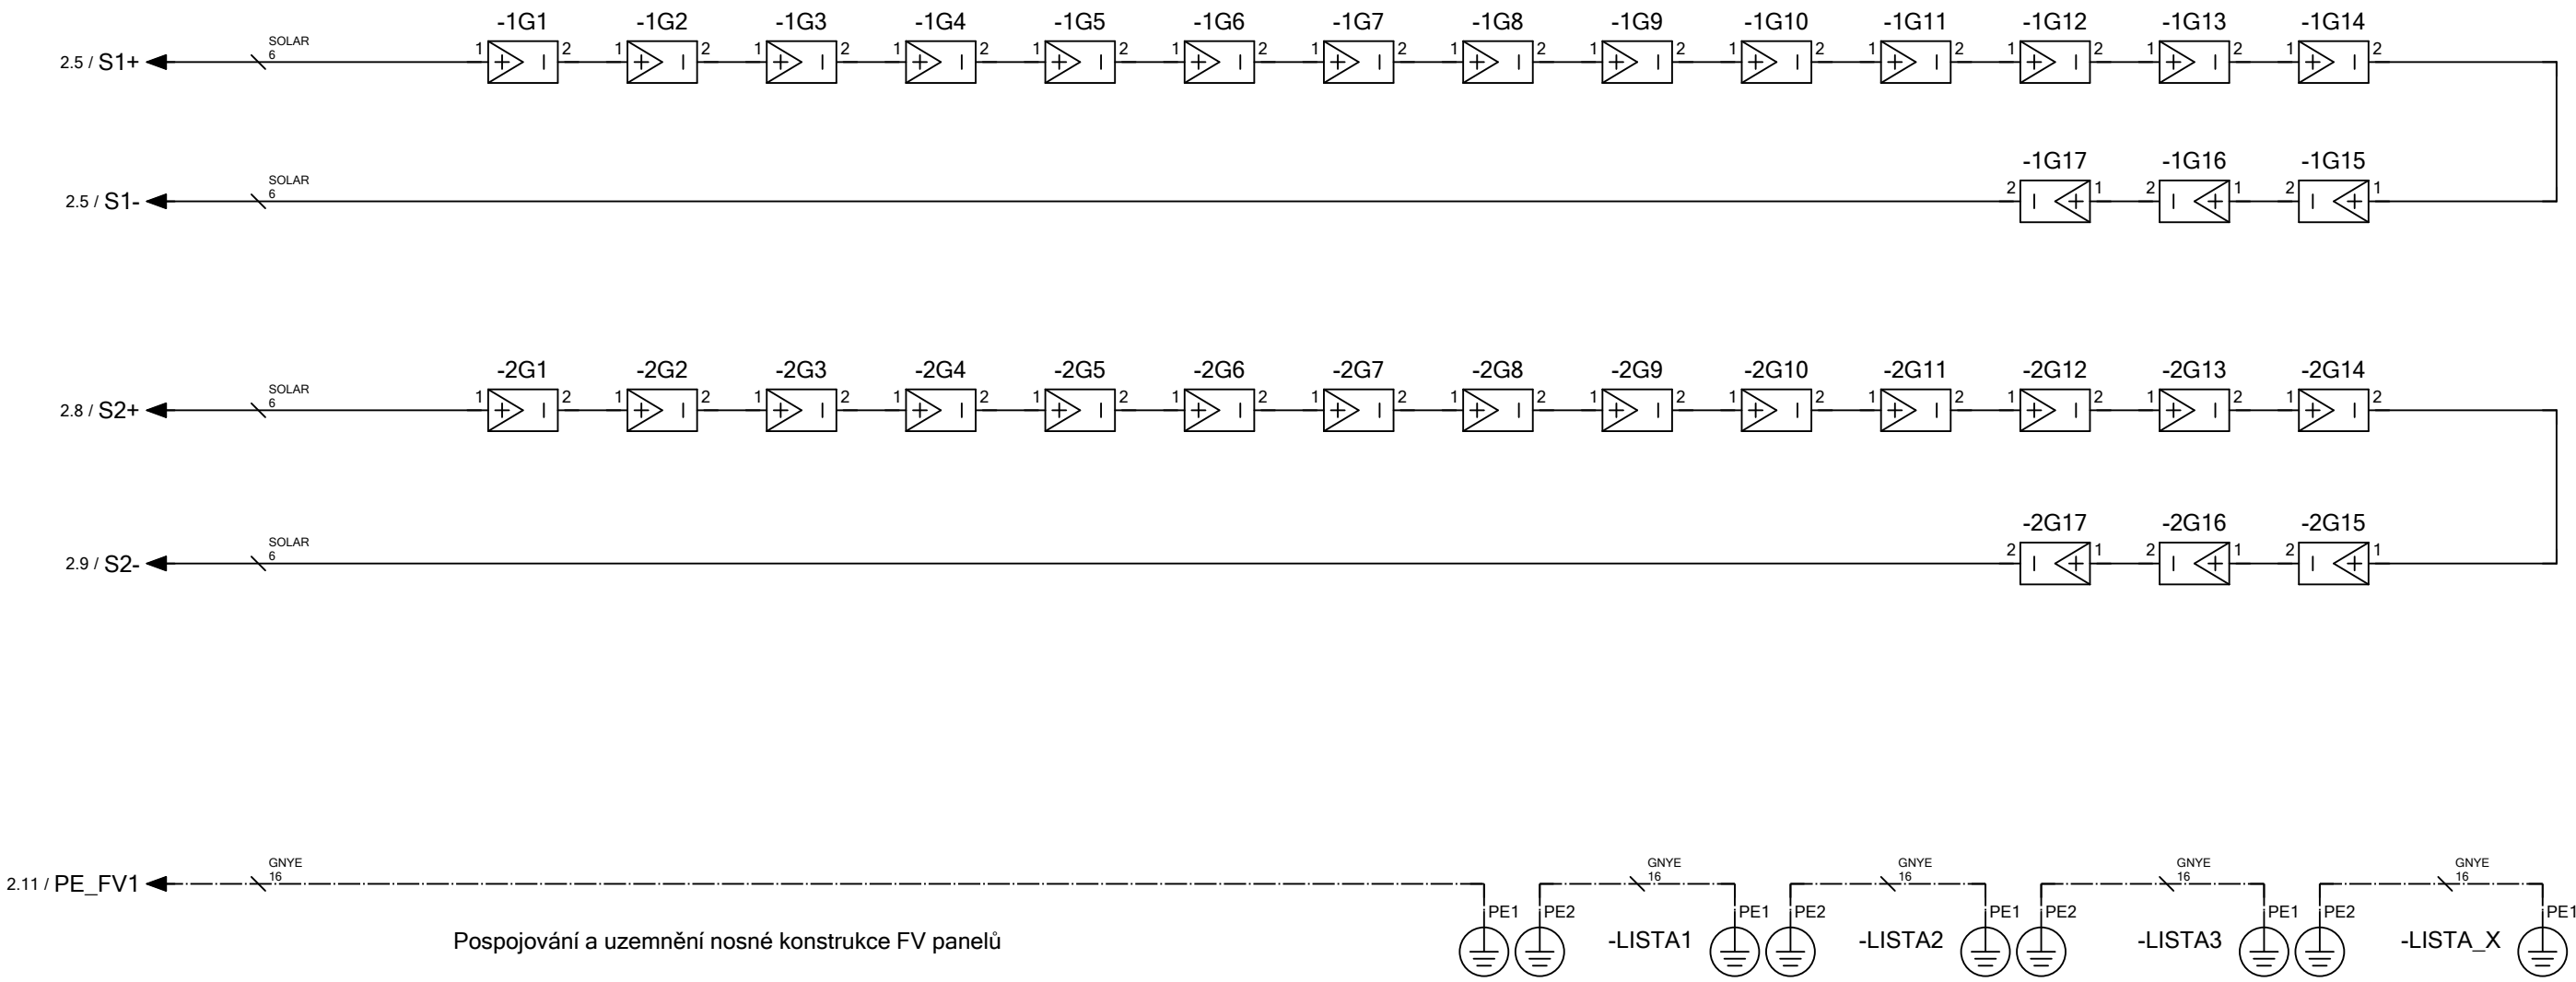 -1G1 -1G2 -1G3 -1G4 -1G5 -1G6 -1G7 -1G8 -1G9 -1G10 -1G11 -1G12 -1G13 -1G14
SOLAR
2.5 / S1+ 6 1 2 1 2 1 2 1 2 1 2 1 2 1 2 1 2 1 2 1 2 1 2 1 2 1 2 1 2
-1G17 -1G16 -1G15
SOLAR
2.5 / S1- 6 2 1 2 1 2 1
-2G1 -2G2 -2G3 -2G4 -2G5 -2G6 -2G7 -2G8 -2G9 -2G10 -2G11 -2G12 -2G13 -2G14
SOLAR
2.8 / S2+ 6 1 2 1 2 1 2 1 2 1 2 1 2 1 2 1 2 1 2 1 2 1 2 1 2 1 2 1 2
-2G17 -2G16 -2G15
SOLAR
2.9 / S2- 6 2 1 2 1 2 1
GNYE GNYE GNYE GNYE GNYE
2.11 / PE_FV1 16 16 16 16 16
PE1 PE2 PE1 PE2 PE1 PE2 PE1 PE2 PE1
Pospojování a uzemnění nosné konstrukce FV panelů -LISTA1 -LISTA2 -LISTA3 -LISTA_X